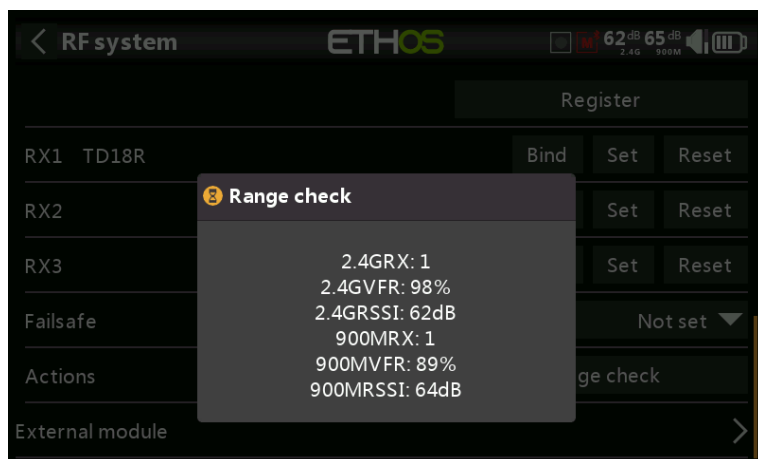 RF system ETHOS M 62dB 2.4G 65dB 900M
Register
RX1 TD18R Bind Set Reset
Range check
RX2 Set Reset
2.4GRX: 1
2.4GVFR: 98%
RX3 Set Reset
2.4GRSSI: 62dB
900MRX: 1
Failsafe Not set
900MVFR: 89%
Actions ge check
900MRSSI: 64dB
External module